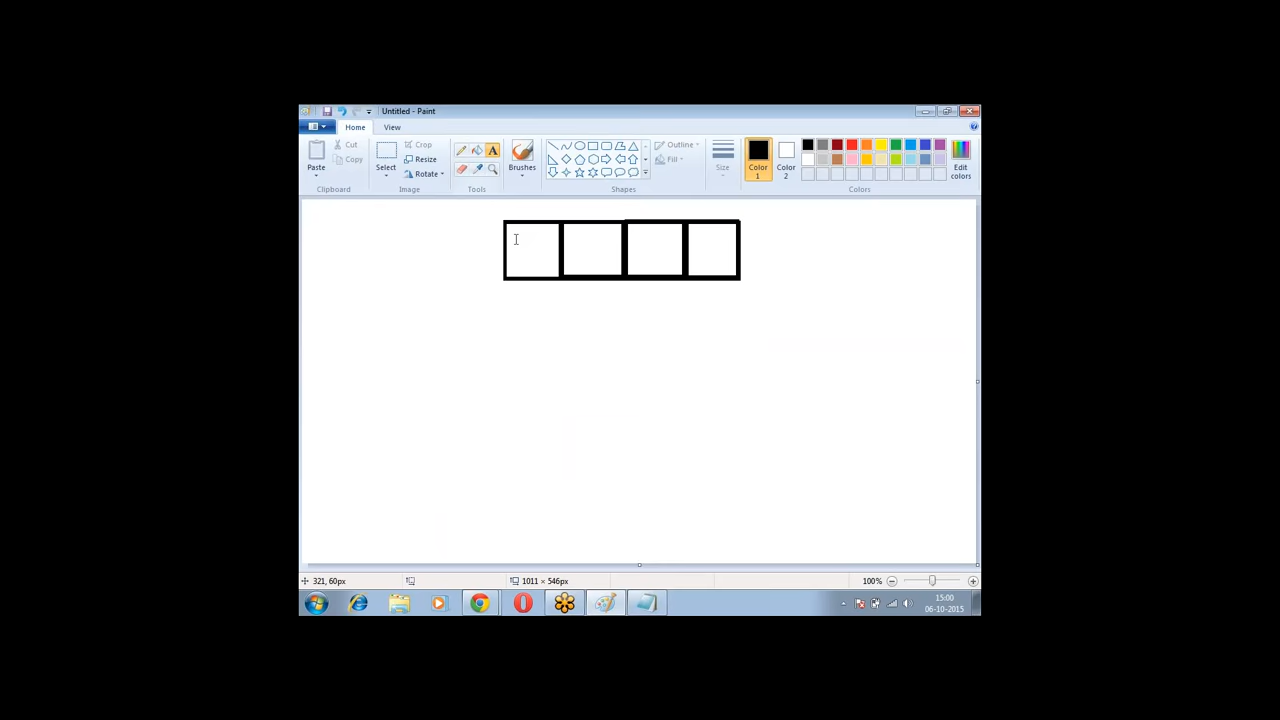 Untitled - Paint
Home View
Paste
Cut
Copy
Clipboard
Select
Crop
Resize
Rotate
Image
A
Tools
Brushes
Outline
Fill
Shapes
Size
Color 1
Color 2
Edit colors
Colors
321, 60px
1011 × 546px
100%
15:00
06-10-2015